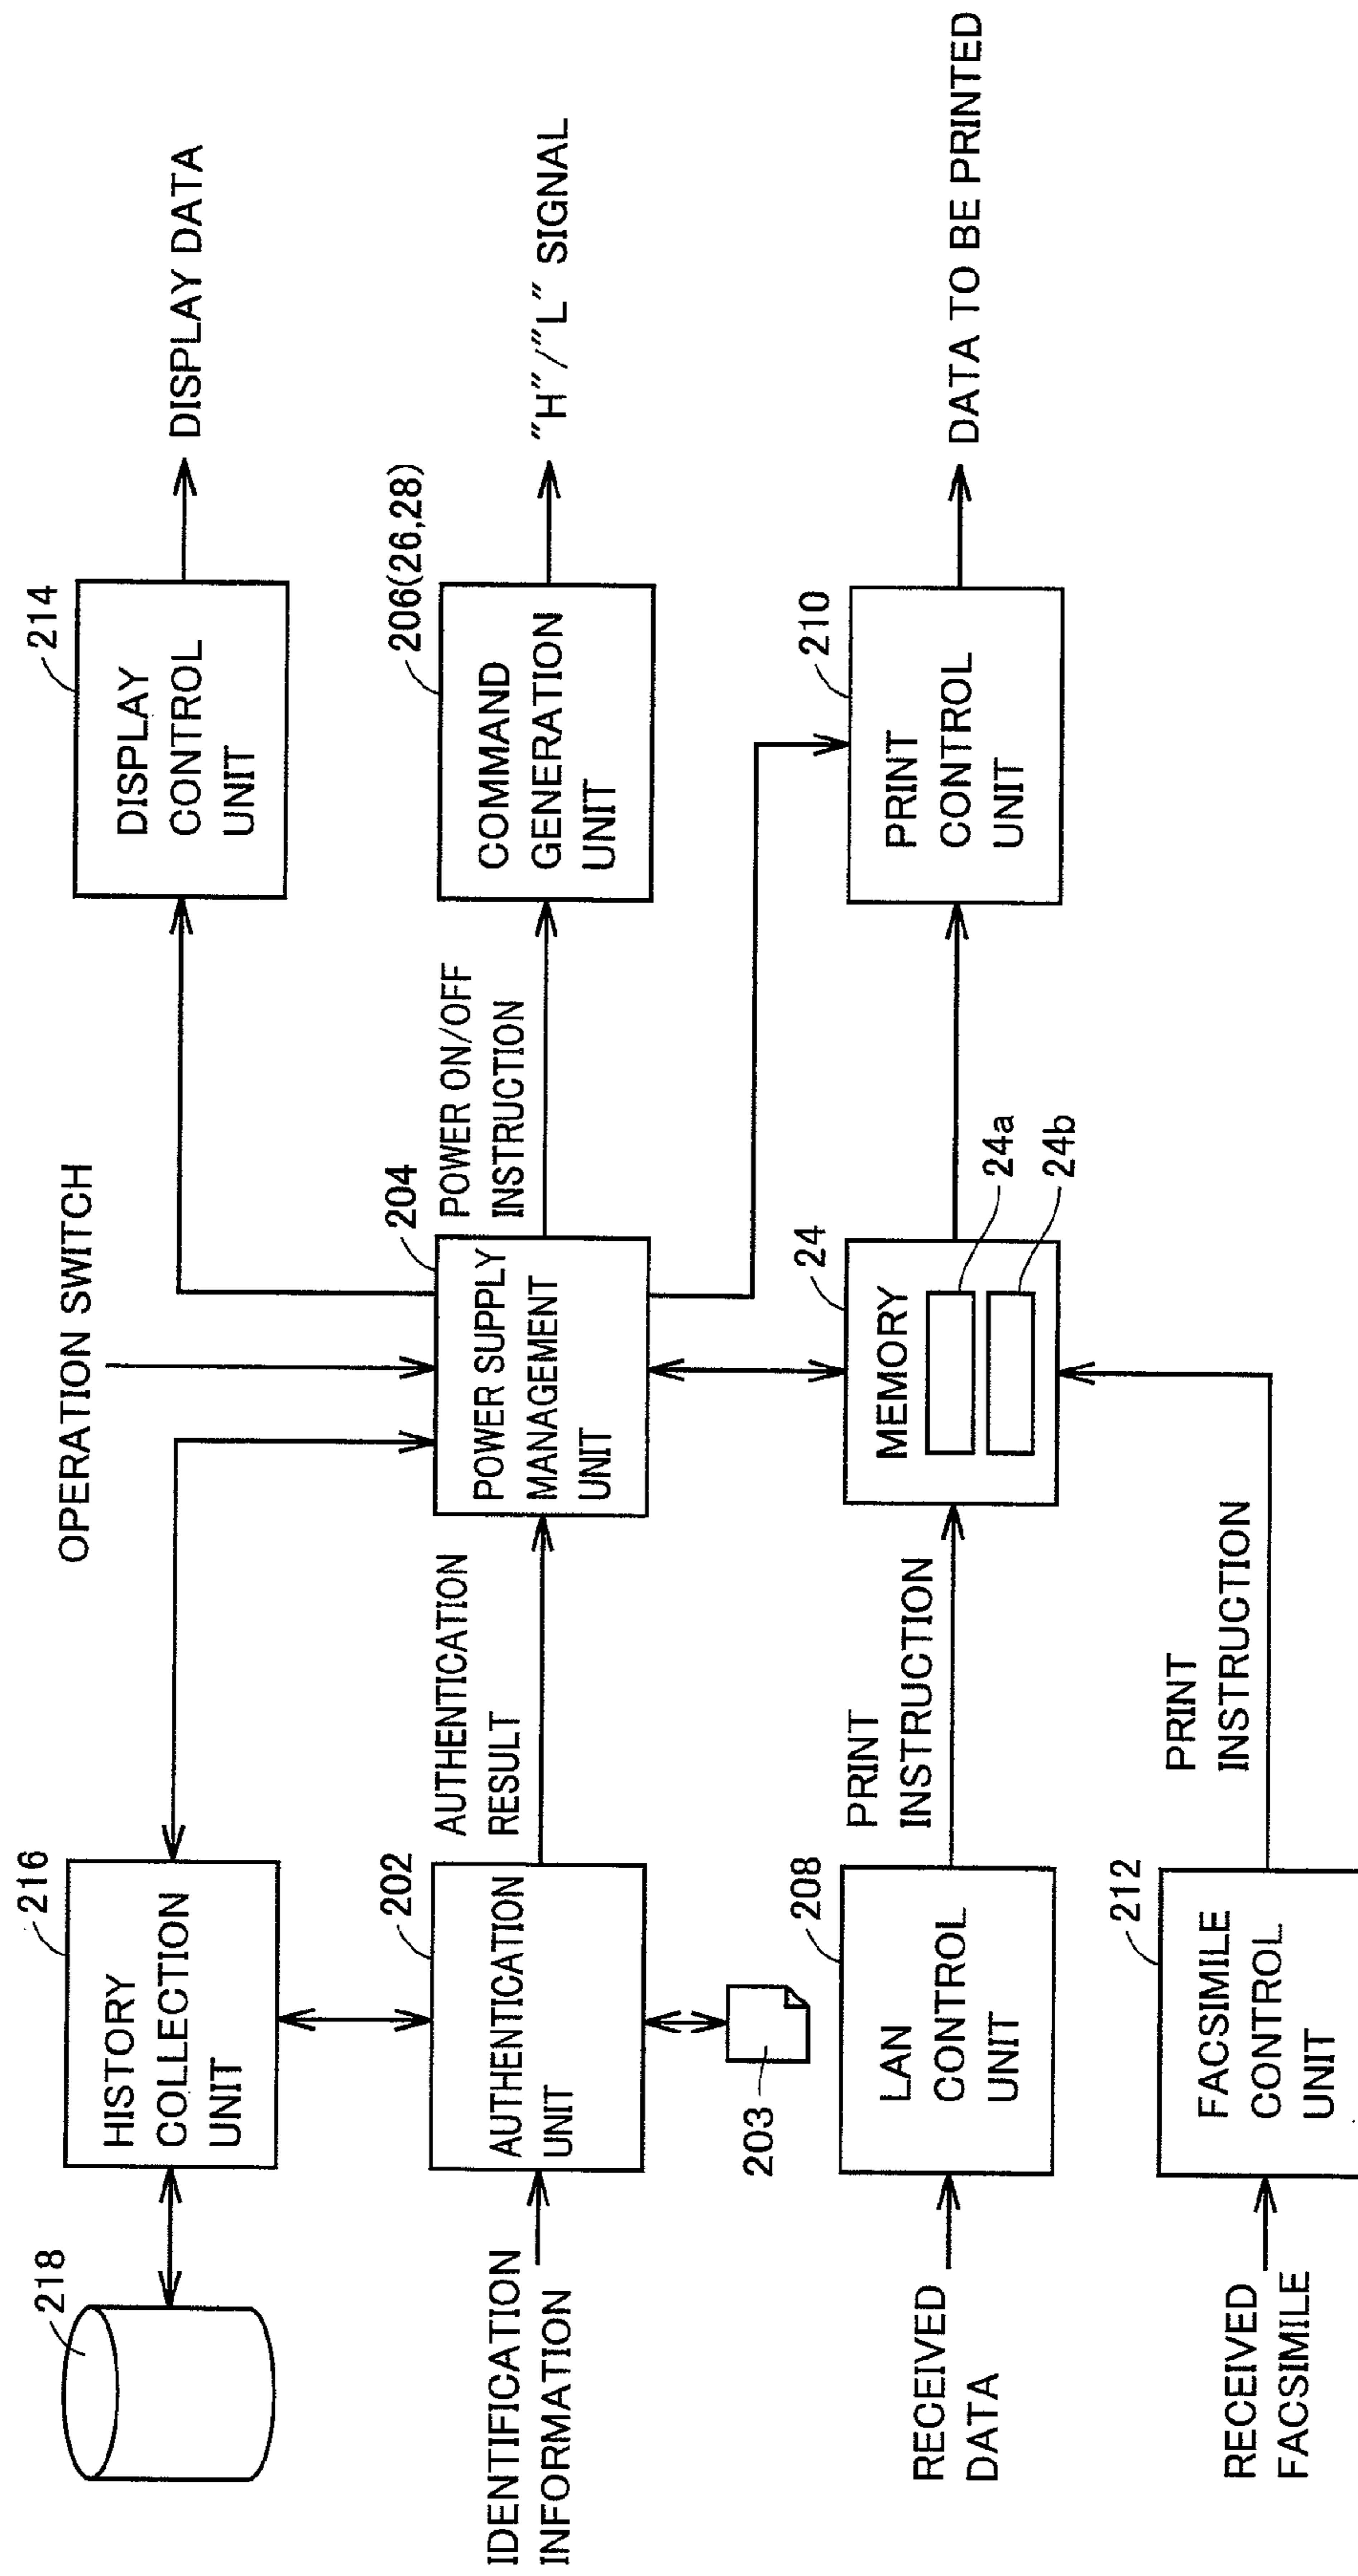 218
216
HISTORY
COLLECTION
UNIT
OPERATION SWITCH
214
DISPLAY
CONTROL
UNIT
DISPLAY DATA
IDENTIFICATION
INFORMATION
202
AUTHENTICATION
UNIT
203
AUTHENTICATION
RESULT
204
POWER SUPPLY
MANAGEMENT
UNIT
POWER ON/OFF
INSTRUCTION
206(26,28)
COMMAND
GENERATION
UNIT
"H"/"L" SIGNAL
RECEIVED
DATA
208
LAN
CONTROL
UNIT
PRINT
INSTRUCTION
24
MEMORY
24a
24b
210
PRINT
CONTROL
UNIT
DATA TO BE PRINTED
RECEIVED
FACSIMILE
212
FACSIMILE
CONTROL
UNIT
PRINT
INSTRUCTION